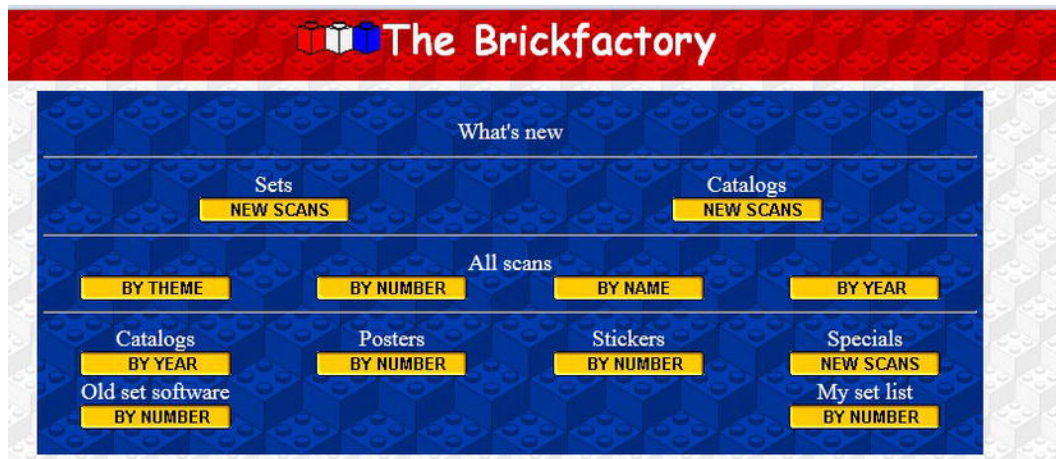 The Brickfactory
What's new
Sets Catalogs
NEW SCANS NEW SCANS
All scans
BY THEME BY NUMBER BY NAME BY YEAR
Catalogs Posters Stickers Specials
BY YEAR BY NUMBER BY NUMBER NEW SCANS
Old set software My set list
BY NUMBER BY NUMBER